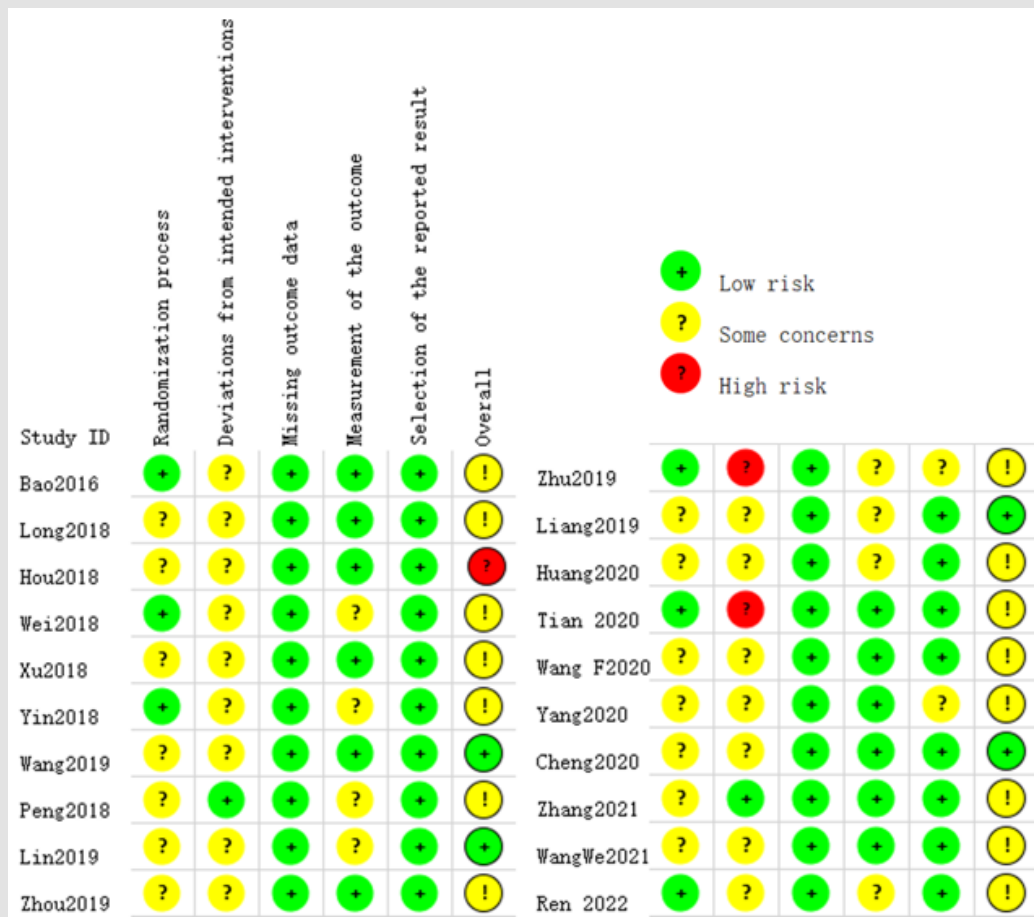 Randomization process
Deviations from intended interventions
Missing outcome data
Measurement of the outcome
Selection of the reported result
Overall
Study ID
+ Low risk
? Some concerns
? High risk
Bao2016 + ? + + + !
Long2018 ? ? + + + !
Hou2018 ? ? + + + ?
Wei2018 + ? + ? + !
Xu2018 ? ? + + + !
Yin2018 + ? + ? + !
Wang2019 ? ? + + + +
Peng2018 ? + + ? + !
Lin2019 ? ? + ? + +
Zhou2019 ? ? + + + !
Zhu2019 + ? + ? ? !
Liang2019 ? ? + ? + +
Huang2020 ? ? + ? + !
Tian 2020 + ? + + + !
Wang F2020 ? ? + + + !
Yang2020 ? ? + + ? !
Cheng2020 ? ? + + + +
Zhang2021 ? + + + + !
WangWe2021 ? ? + + + !
Ren 2022 + ? + ? + !